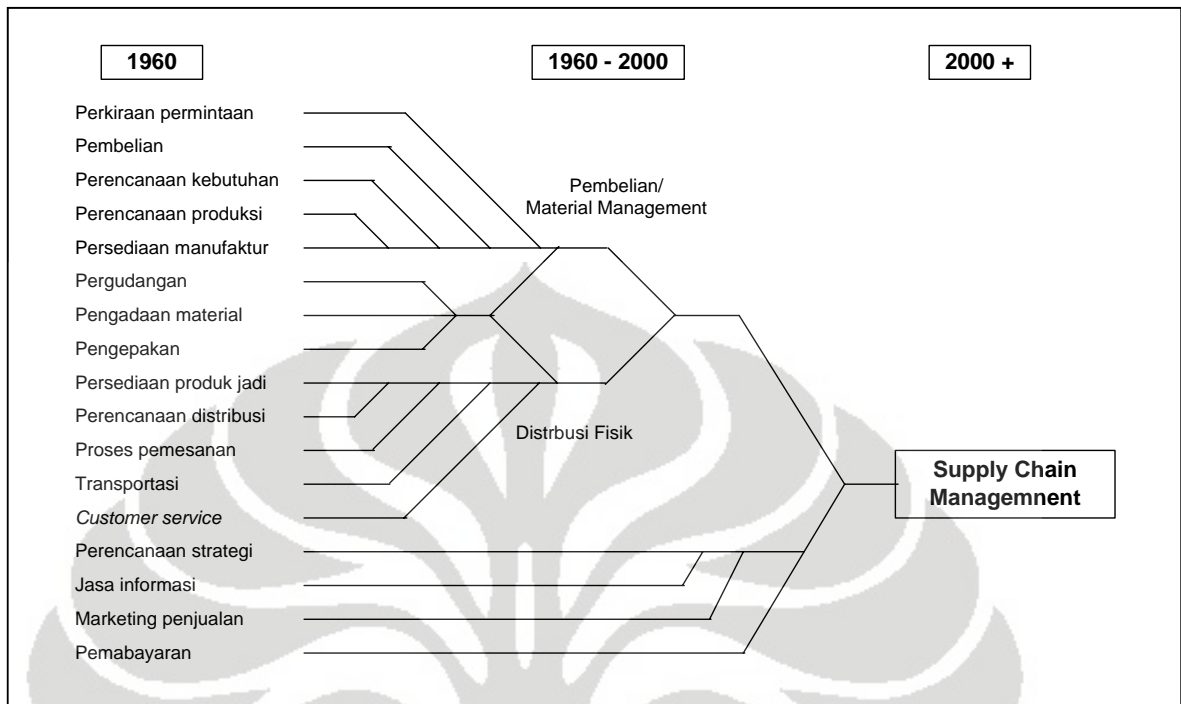 1960
1960 - 2000
2000 +
Perkiraan permintaan
Pembelian
Perencanaan kebutuhan
Perencanaan produksi
Persediaan manufaktur
Pergudangan
Pengadaan material
Pengepakan
Persediaan produk jadi
Perencanaan distribusi
Proses pemesanan
Transportasi
Customer service
Perencanaan strategi
Jasa informasi
Marketing penjualan
Pemabayaran
Pembelian/
Material Management
Distrbusi Fisik
Supply Chain
Managemnent